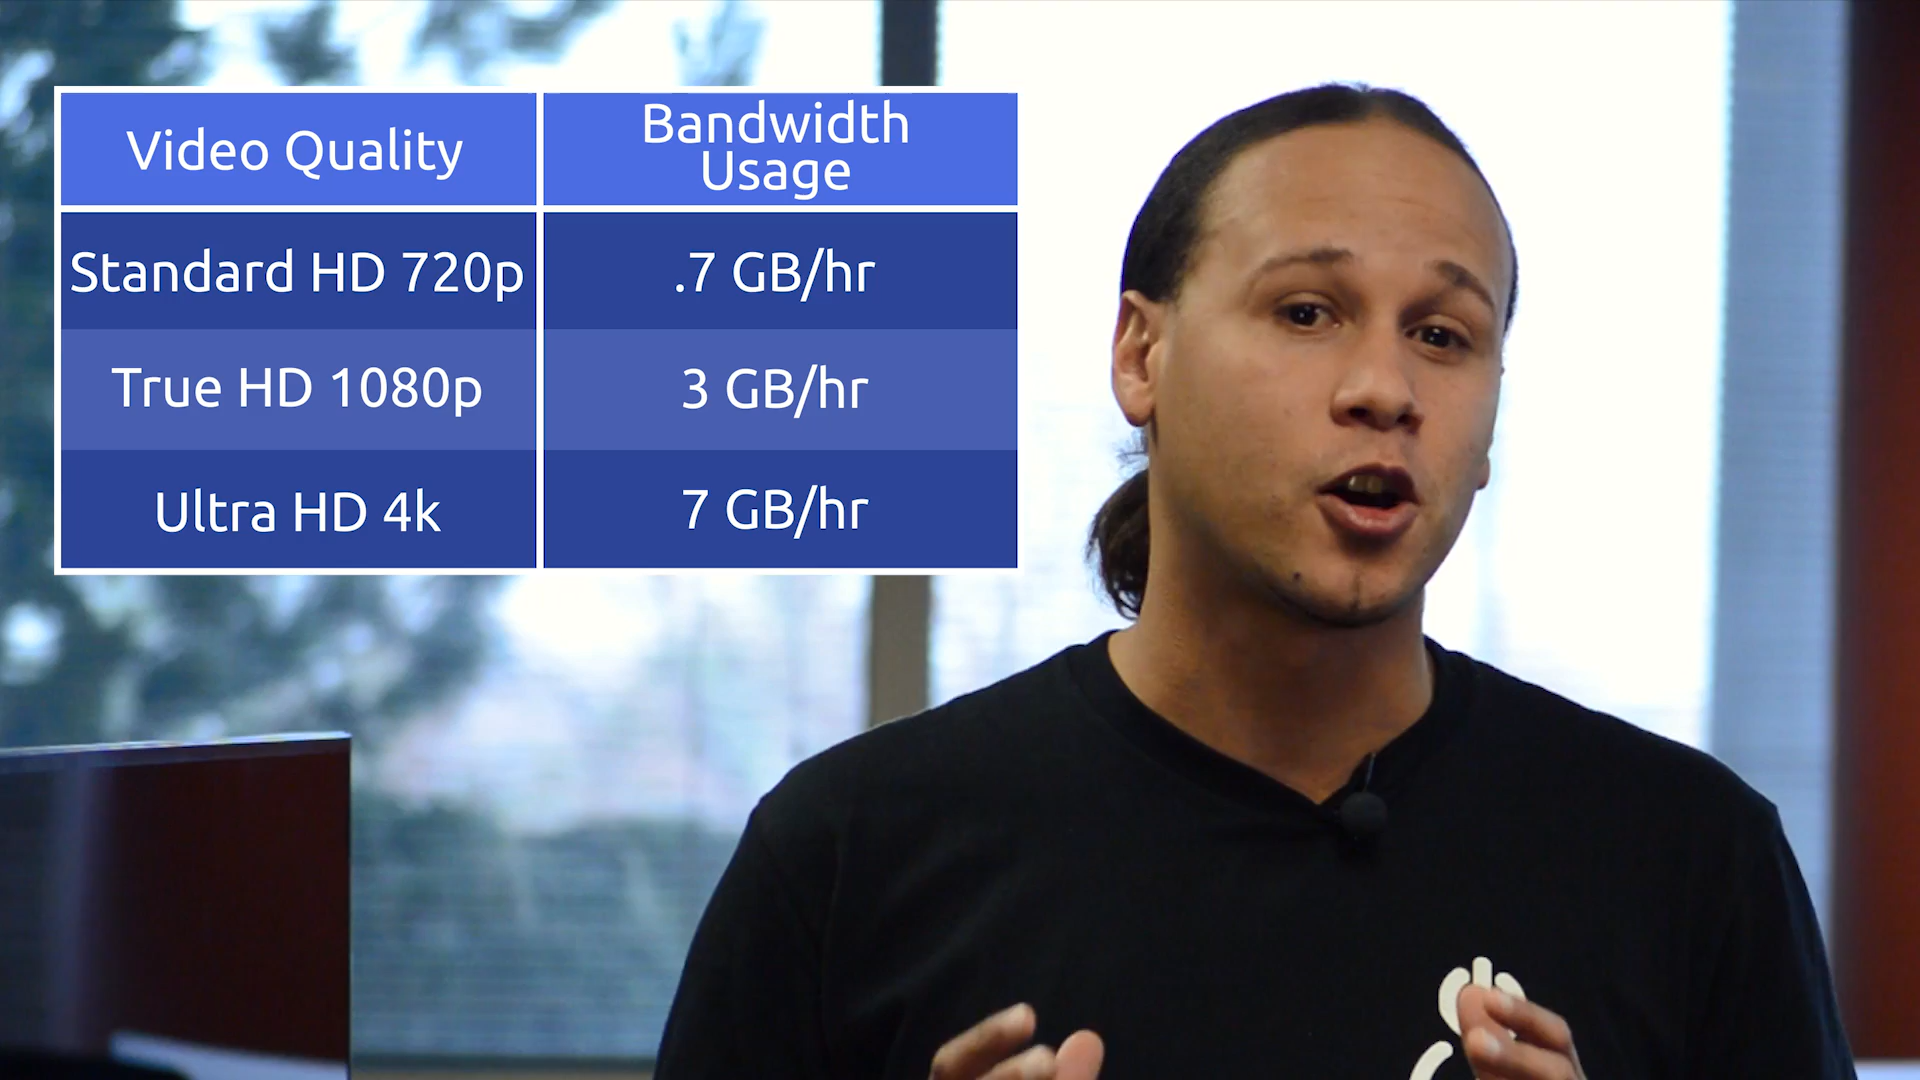 Video Quality
Bandwidth
Usage
Standard HD 720p
.7 GB/hr
True HD 1080p
3 GB/hr
Ultra HD 4k
7 GB/hr